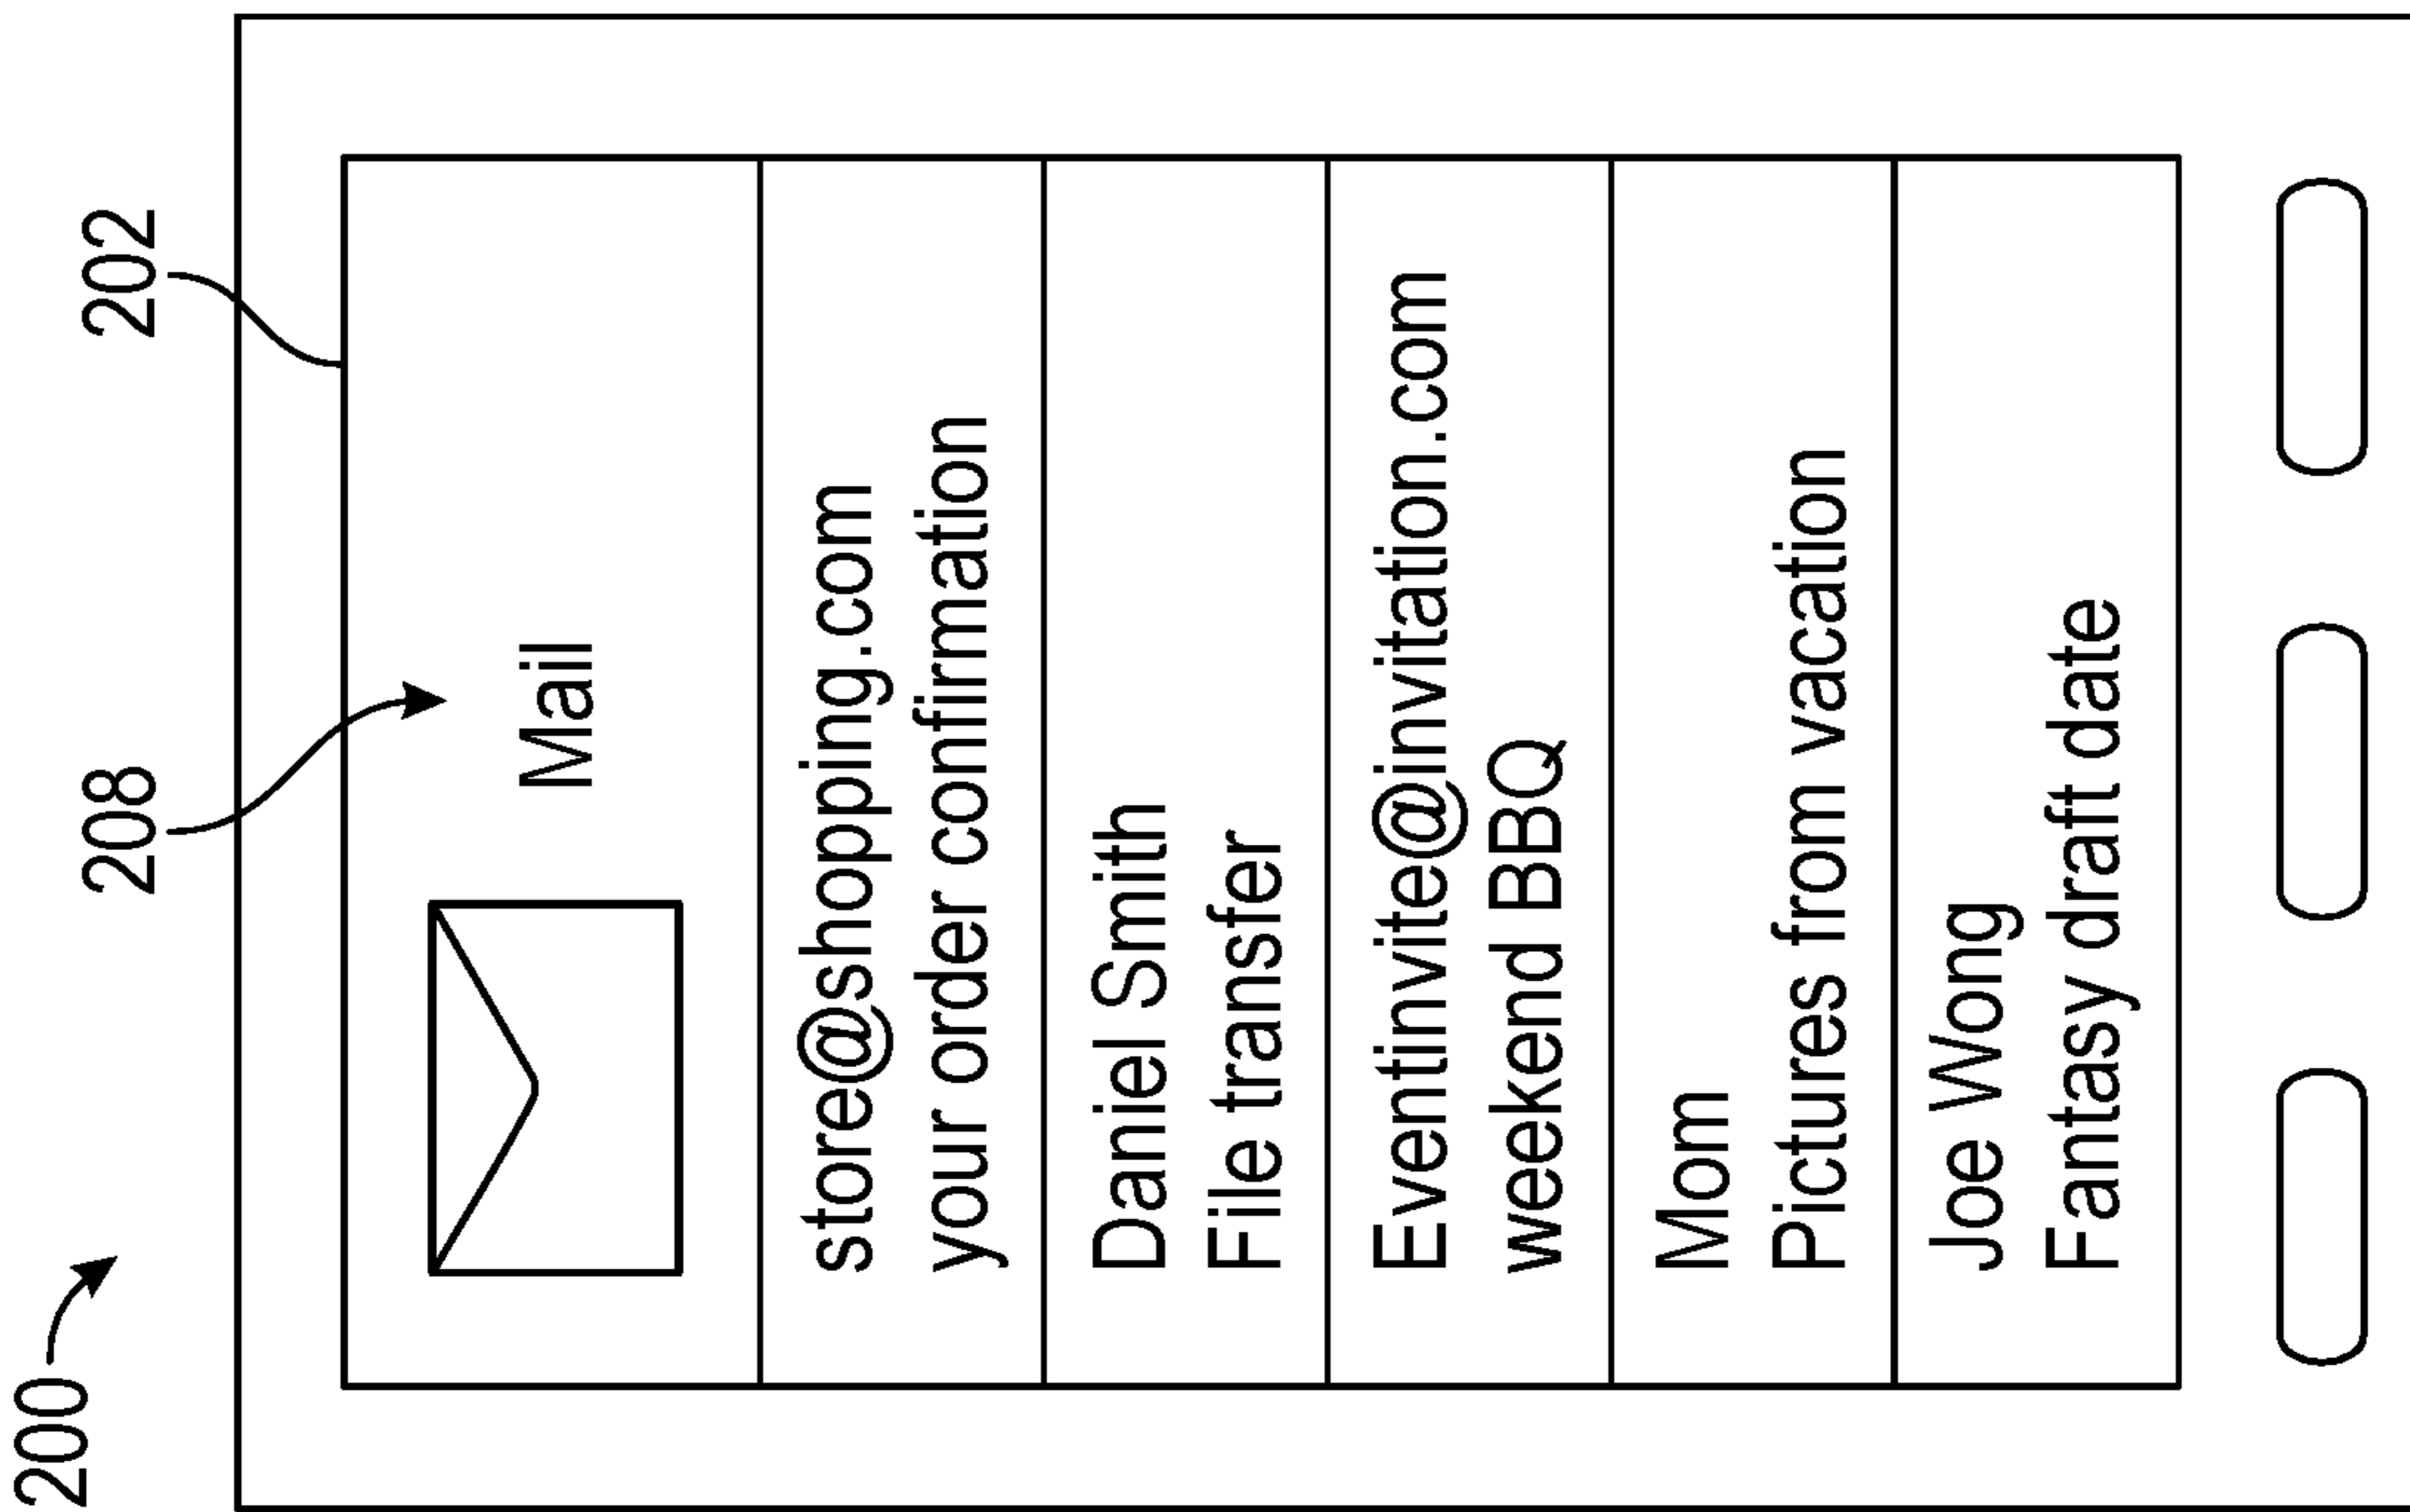 200
208
202
Mail
store@shopping.com
your order confirmation
Daniel Smith
File transfer
Eventinvite@invitation.com
weekend BBQ
Mom
Pictures from vacation
Joe Wong
Fantasy draft date